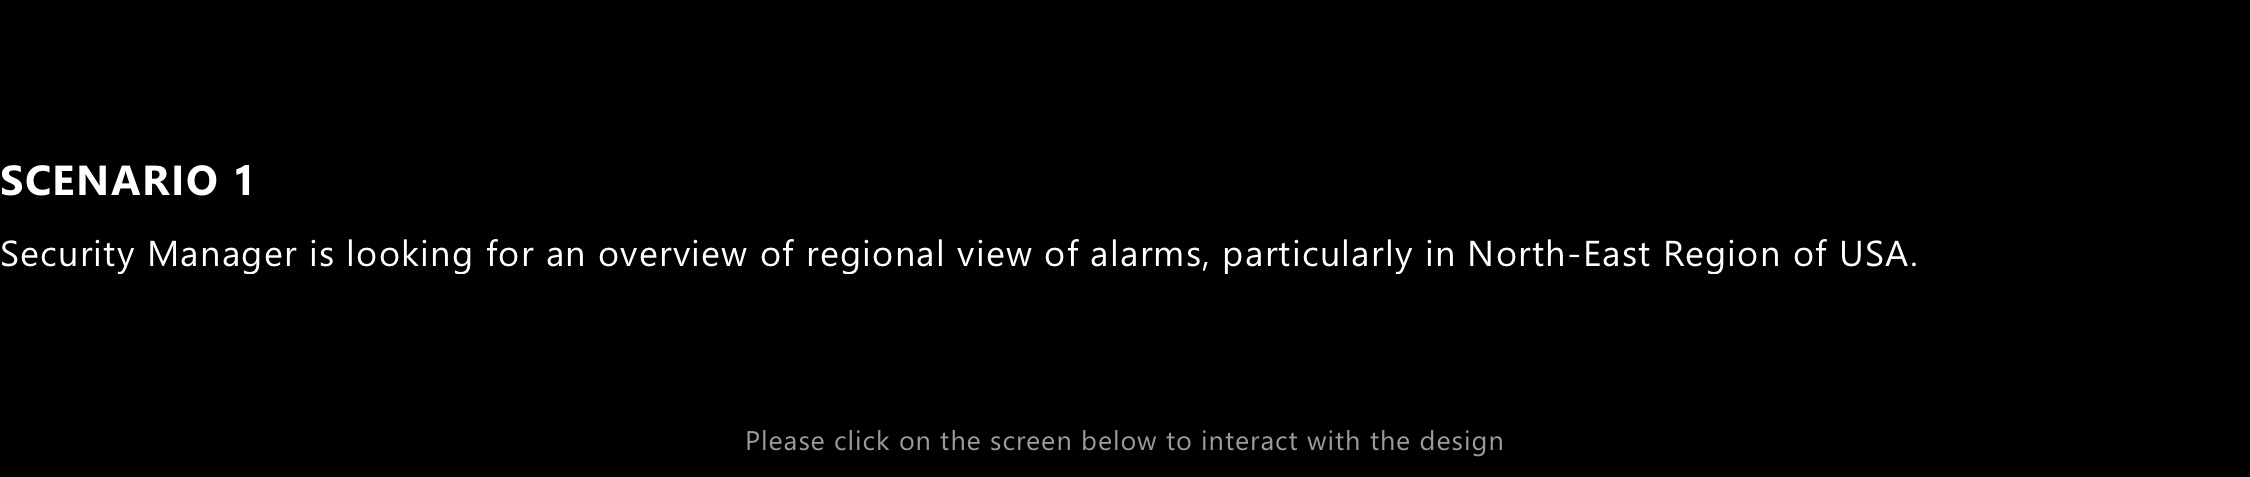 SCENARIO 1
Security Manager is looking for an overview of regional view of alarms, particularly in North-East Region of USA.
Please click on the screen below to interact with the design